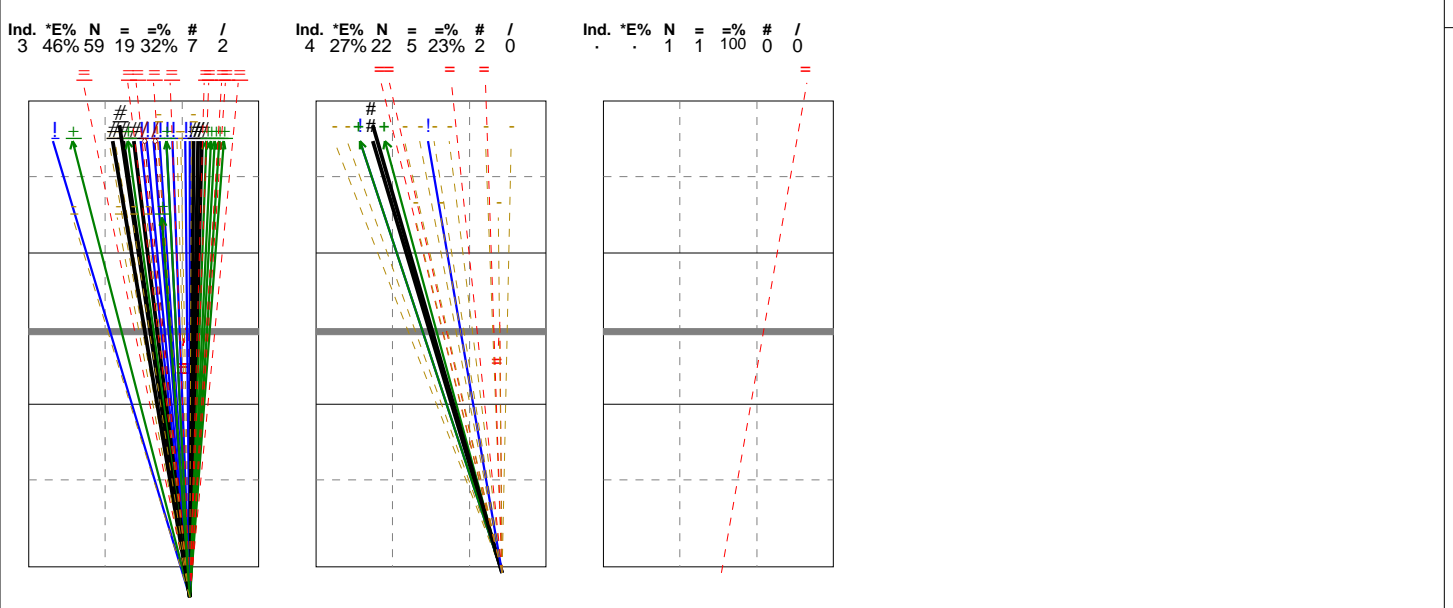 Ind. *E% N = =% # /
3 46% 59 19 32% 7 2
Ind. *E% N = =% # /
4 27% 22 5 23% 2 0
Ind. *E% N = =% # /
. . 1 1 100 0 0